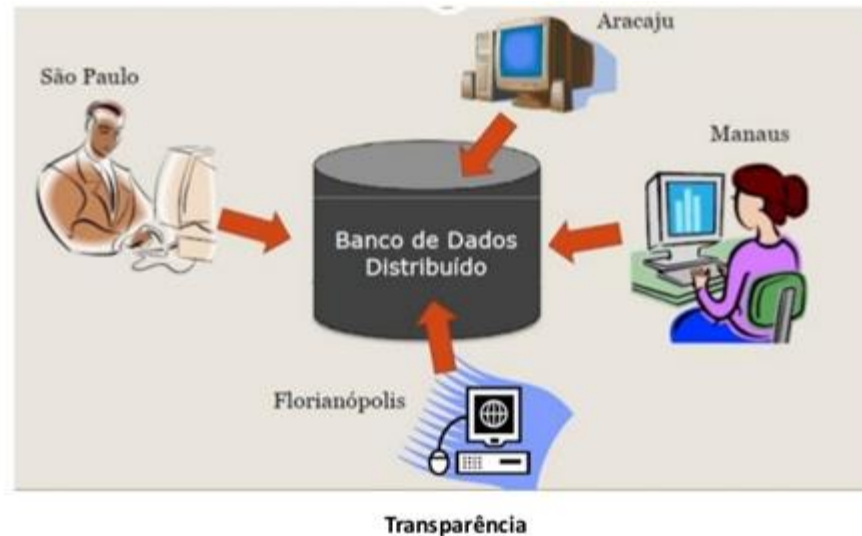 Aracaju
São Paulo
Manaus
Banco de Dados
Distribuído
Florianópolis
Transparência